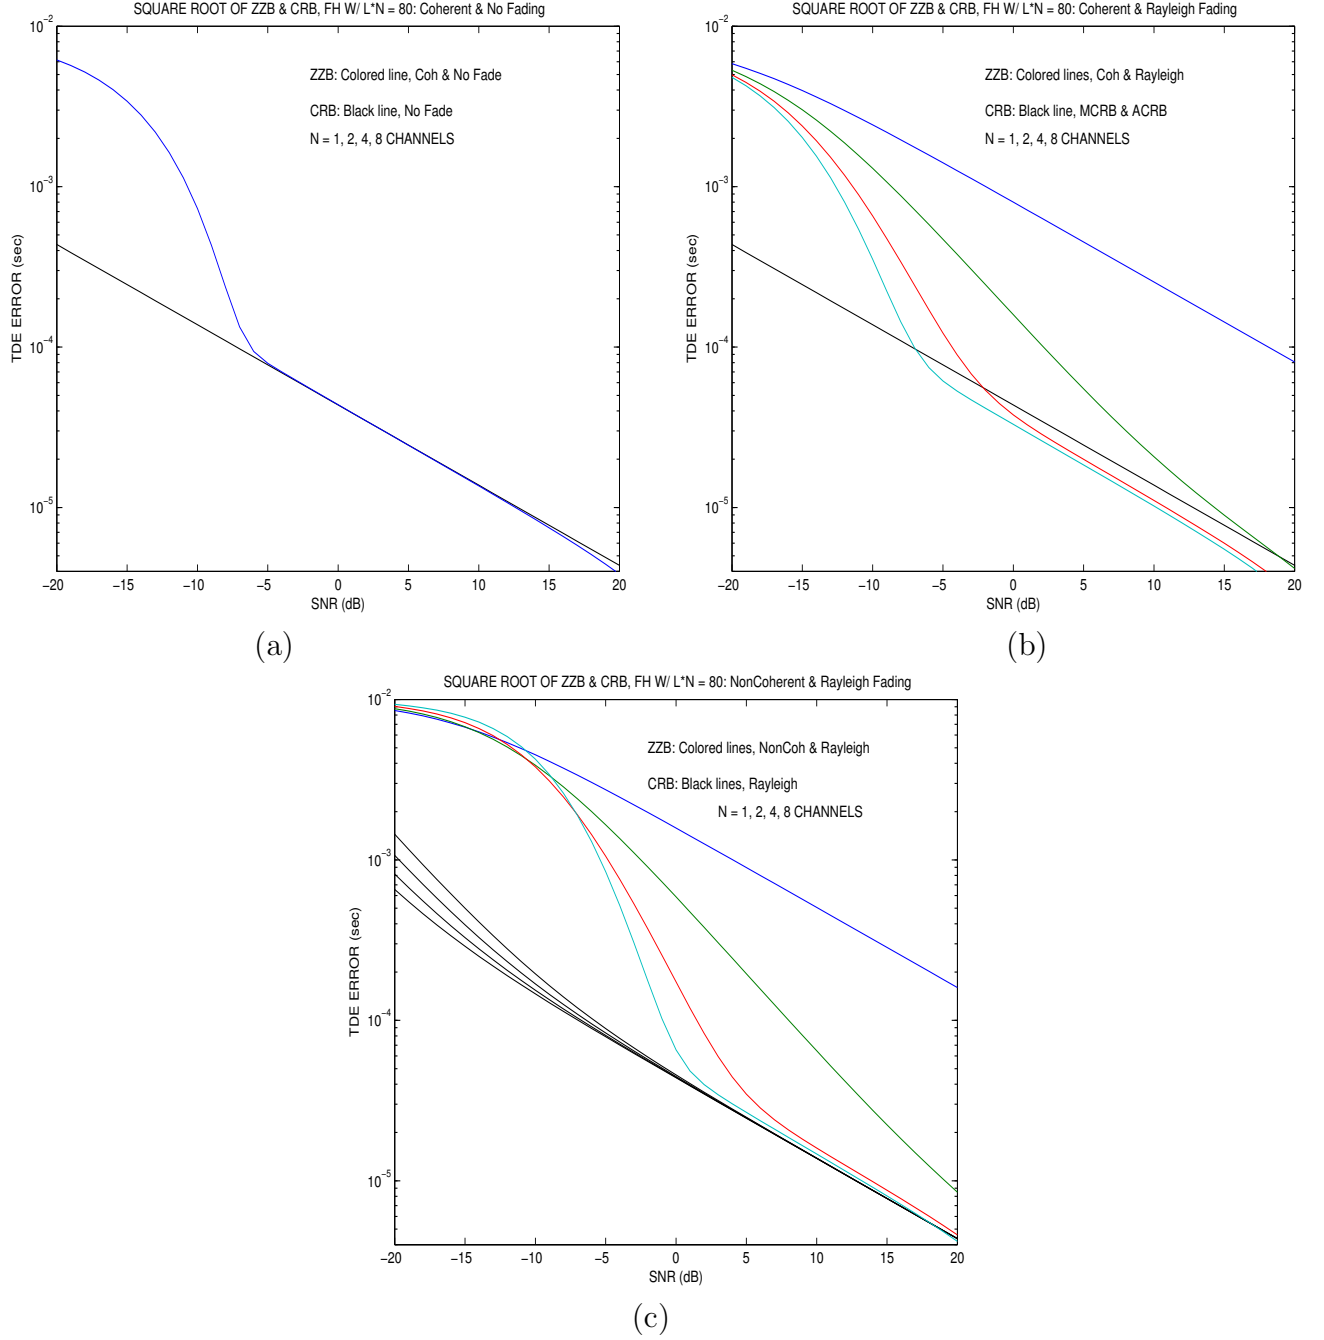 SQUARE ROOT OF ZZB & CRB, FH W/ L*N = 80: Coherent & No Fading
10^-2
10^-3
10^-4
10^-5
TDE ERROR (sec)
ZZB: Colored line, Coh & No Fade
CRB: Black line, No Fade
N = 1, 2, 4, 8 CHANNELS
−20 −15 −10 −5 0 5 10 15 20
SNR (dB)
(a)
SQUARE ROOT OF ZZB & CRB, FH W/ L*N = 80: Coherent & Rayleigh Fading
10^-2
10^-3
10^-4
10^-5
TDE ERROR (sec)
ZZB: Colored lines, Coh & Rayleigh
CRB: Black line, MCRB & ACRB
N = 1, 2, 4, 8 CHANNELS
−20 −15 −10 −5 0 5 10 15 20
SNR (dB)
(b)
SQUARE ROOT OF ZZB & CRB, FH W/ L*N = 80: NonCoherent & Rayleigh Fading
10^-2
10^-3
10^-4
10^-5
TDE ERROR (sec)
ZZB: Colored lines, NonCoh & Rayleigh
CRB: Black lines, Rayleigh
N = 1, 2, 4, 8 CHANNELS
−20 −15 −10 −5 0 5 10 15 20
SNR (dB)
(c)